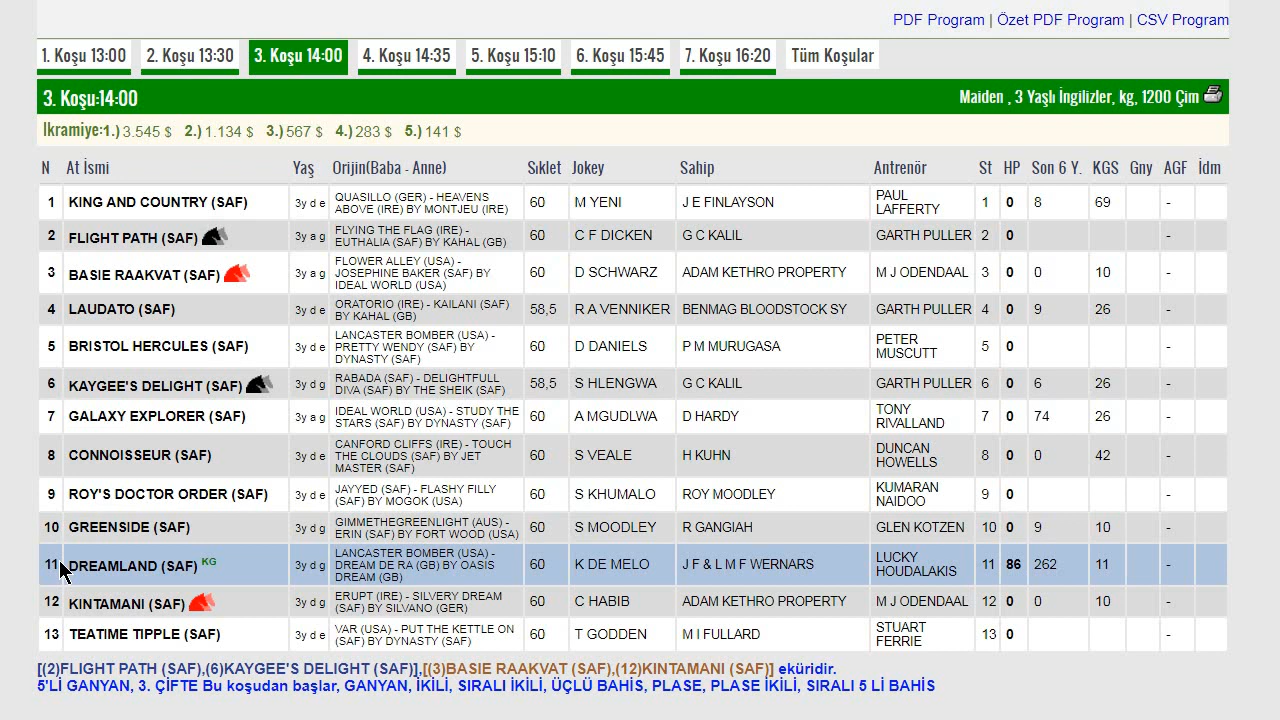 PDF Program | Özet PDF Program | CSV Program
1. Koşu 13:00 2. Koşu 13:30 3. Koşu 14:00 4. Koşu 14:35 5. Koşu 15:10 6. Koşu 15:45 7. Koşu 16:20 Tüm Koşular
3. Koşu:14:00 Maiden , 3 Yaşlı İngilizler, kg, 1200 Çim
İkramiye:1.) 3.545 $ 2.) 1.134 $ 3.) 567 $ 4.) 283 $ 5.) 141 $
N At İsmi Yaş Orijin(Baba - Anne) Sıklet Jokey Sahip Antrenör St HP Son 6 Y. KGS Gny AGF İdm
1 KING AND COUNTRY (SAF) 3y d e QUASILLO (GER) - HEAVENS ABOVE (IRE) BY MONTJEU (IRE) 60 M YENI J E FINLAYSON PAUL LAFFERTY 1 0 8 69
2 FLIGHT PATH (SAF) 3y a g FLYING THE FLAG (IRE) - EUTHALIA (SAF) BY KAHAL (GB) 60 C F DICKEN G C KALIL GARTH PULLER 2 0 -
3 BASIE RAAKVAT (SAF) 3y a g FLOWER ALLEY (USA) - JOSEPHINE BAKER (SAF) BY IDEAL WORLD (USA) 60 D SCHWARZ ADAM KETHRO PROPERTY M J ODENDAAL 3 0 0 10 -
4 LAUDATO (SAF) 3y d e ORATORIO (IRE) - KAILANI (SAF) BY KAHAL (GB) 58,5 R A VENNIKER BENMAG BLOODSTOCK SY GARTH PULLER 4 0 9 26 -
5 BRISTOL HERCULES (SAF) 3y d e LANCASTER BOMBER (USA) - PRETTY WENDY (SAF) BY DYNASTY (SAF) 60 D DANIELS P M MURUGASA PETER MUSCUTT 5 0 -
6 KAYGEE'S DELIGHT (SAF) 3y d g RABADA (SAF) - DELIGHTFULL DIVA (SAF) BY THE SHEIK (SAF) 58,5 S HLENGWA G C KALIL GARTH PULLER 6 0 6 26 -
7 GALAXY EXPLORER (SAF) 3y a g IDEAL WORLD (USA) - STUDY THE STARS (SAF) BY DYNASTY (SAF) 60 A MGUDLWA D HARDY TONY RIVALLAND 7 0 74 26 -
8 CONNOISSEUR (SAF) 3y d e CANFORD CLIFFS (IRE) - TOUCH THE CLOUDS (SAF) BY JET MASTER (SAF) 60 S VEALE H KUHN DUNCAN HOWELLS 8 0 0 42 -
9 ROY'S DOCTOR ORDER (SAF) 3y d e JAYYED (SAF) - FLASHY FILLY (SAF) BY MOGOK (USA) 60 S KHUMALO ROY MOODLEY KUMARAN NAIDOO 9 0 -
10 GREENSIDE (SAF) 3y d g GIMMETHEGREENLIGHT (AUS) - ERIN (SAF) BY FORT WOOD (USA) 60 S MOODLEY R GANGIAH GLEN KOTZEN 10 0 9 10 -
11 DREAMLAND (SAF) KG 3y d g LANCASTER BOMBER (USA) - DREAM DE RA (GB) BY OASIS DREAM (GB) 60 K DE MELO J F & L M F WERNARS LUCKY HOUDALAKIS 11 86 262 11 -
12 KINTAMANI (SAF) 3y d g ERUPT (IRE) - SILVERY DREAM (SAF) BY SILVANO (GER) 60 C HABIB ADAM KETHRO PROPERTY M J ODENDAAL 12 0 0 10 -
13 TEATIME TIPPLE (SAF) 3y d e VAR (USA) - PUT THE KETTLE ON (SAF) BY DYNASTY (SAF) 60 T GODDEN M I FULLARD STUART FERRIE 13 0 -
[(2)FLIGHT PATH (SAF),(6)KAYGEE'S DELIGHT (SAF)],[(3)BASIE RAAKVAT (SAF),(12)KINTAMANI (SAF)] eküridir.
5'Lİ GANYAN, 3. ÇİFTE Bu koşudan başlar, GANYAN, İKİLİ, SIRALI İKİLİ, ÜÇLÜ BAHİS, PLASE, PLASE İKİLİ, SIRALI 5 Lİ BAHİS